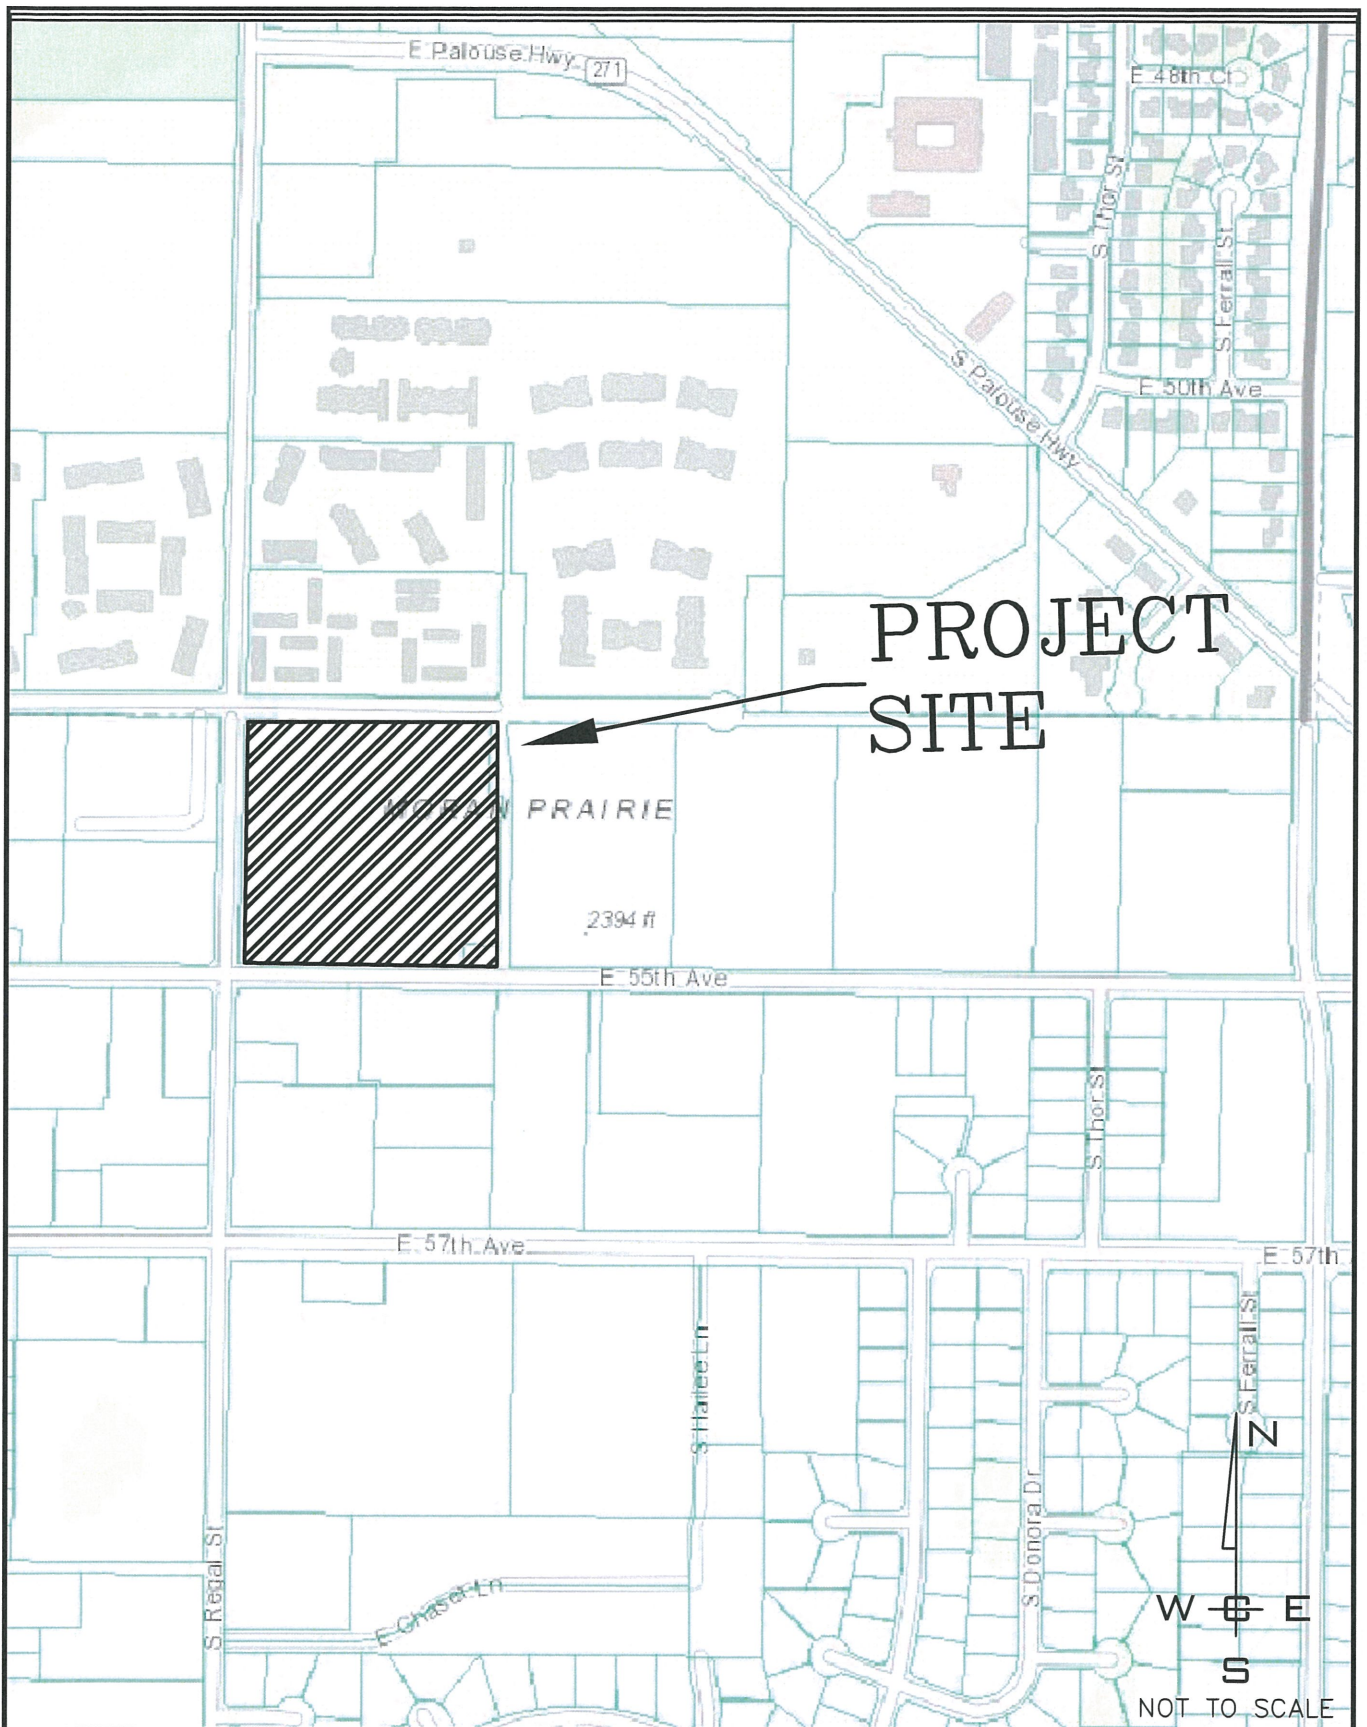 E Palouse Hwy
271
E 48th Ct
S Thor St
S Ferrall St
S Palouse Hwy
E 50th Ave
PROJECT
SITE
MORAN PRAIRIE
2394 ft
E 55th Ave
S Thor St
E 57th Ave
E 57th
S Hailee Ln
S Ferrall St
S Donora Dr
S Regal St
E Chaser Ln
N
W C E
S
NOT TO SCALE